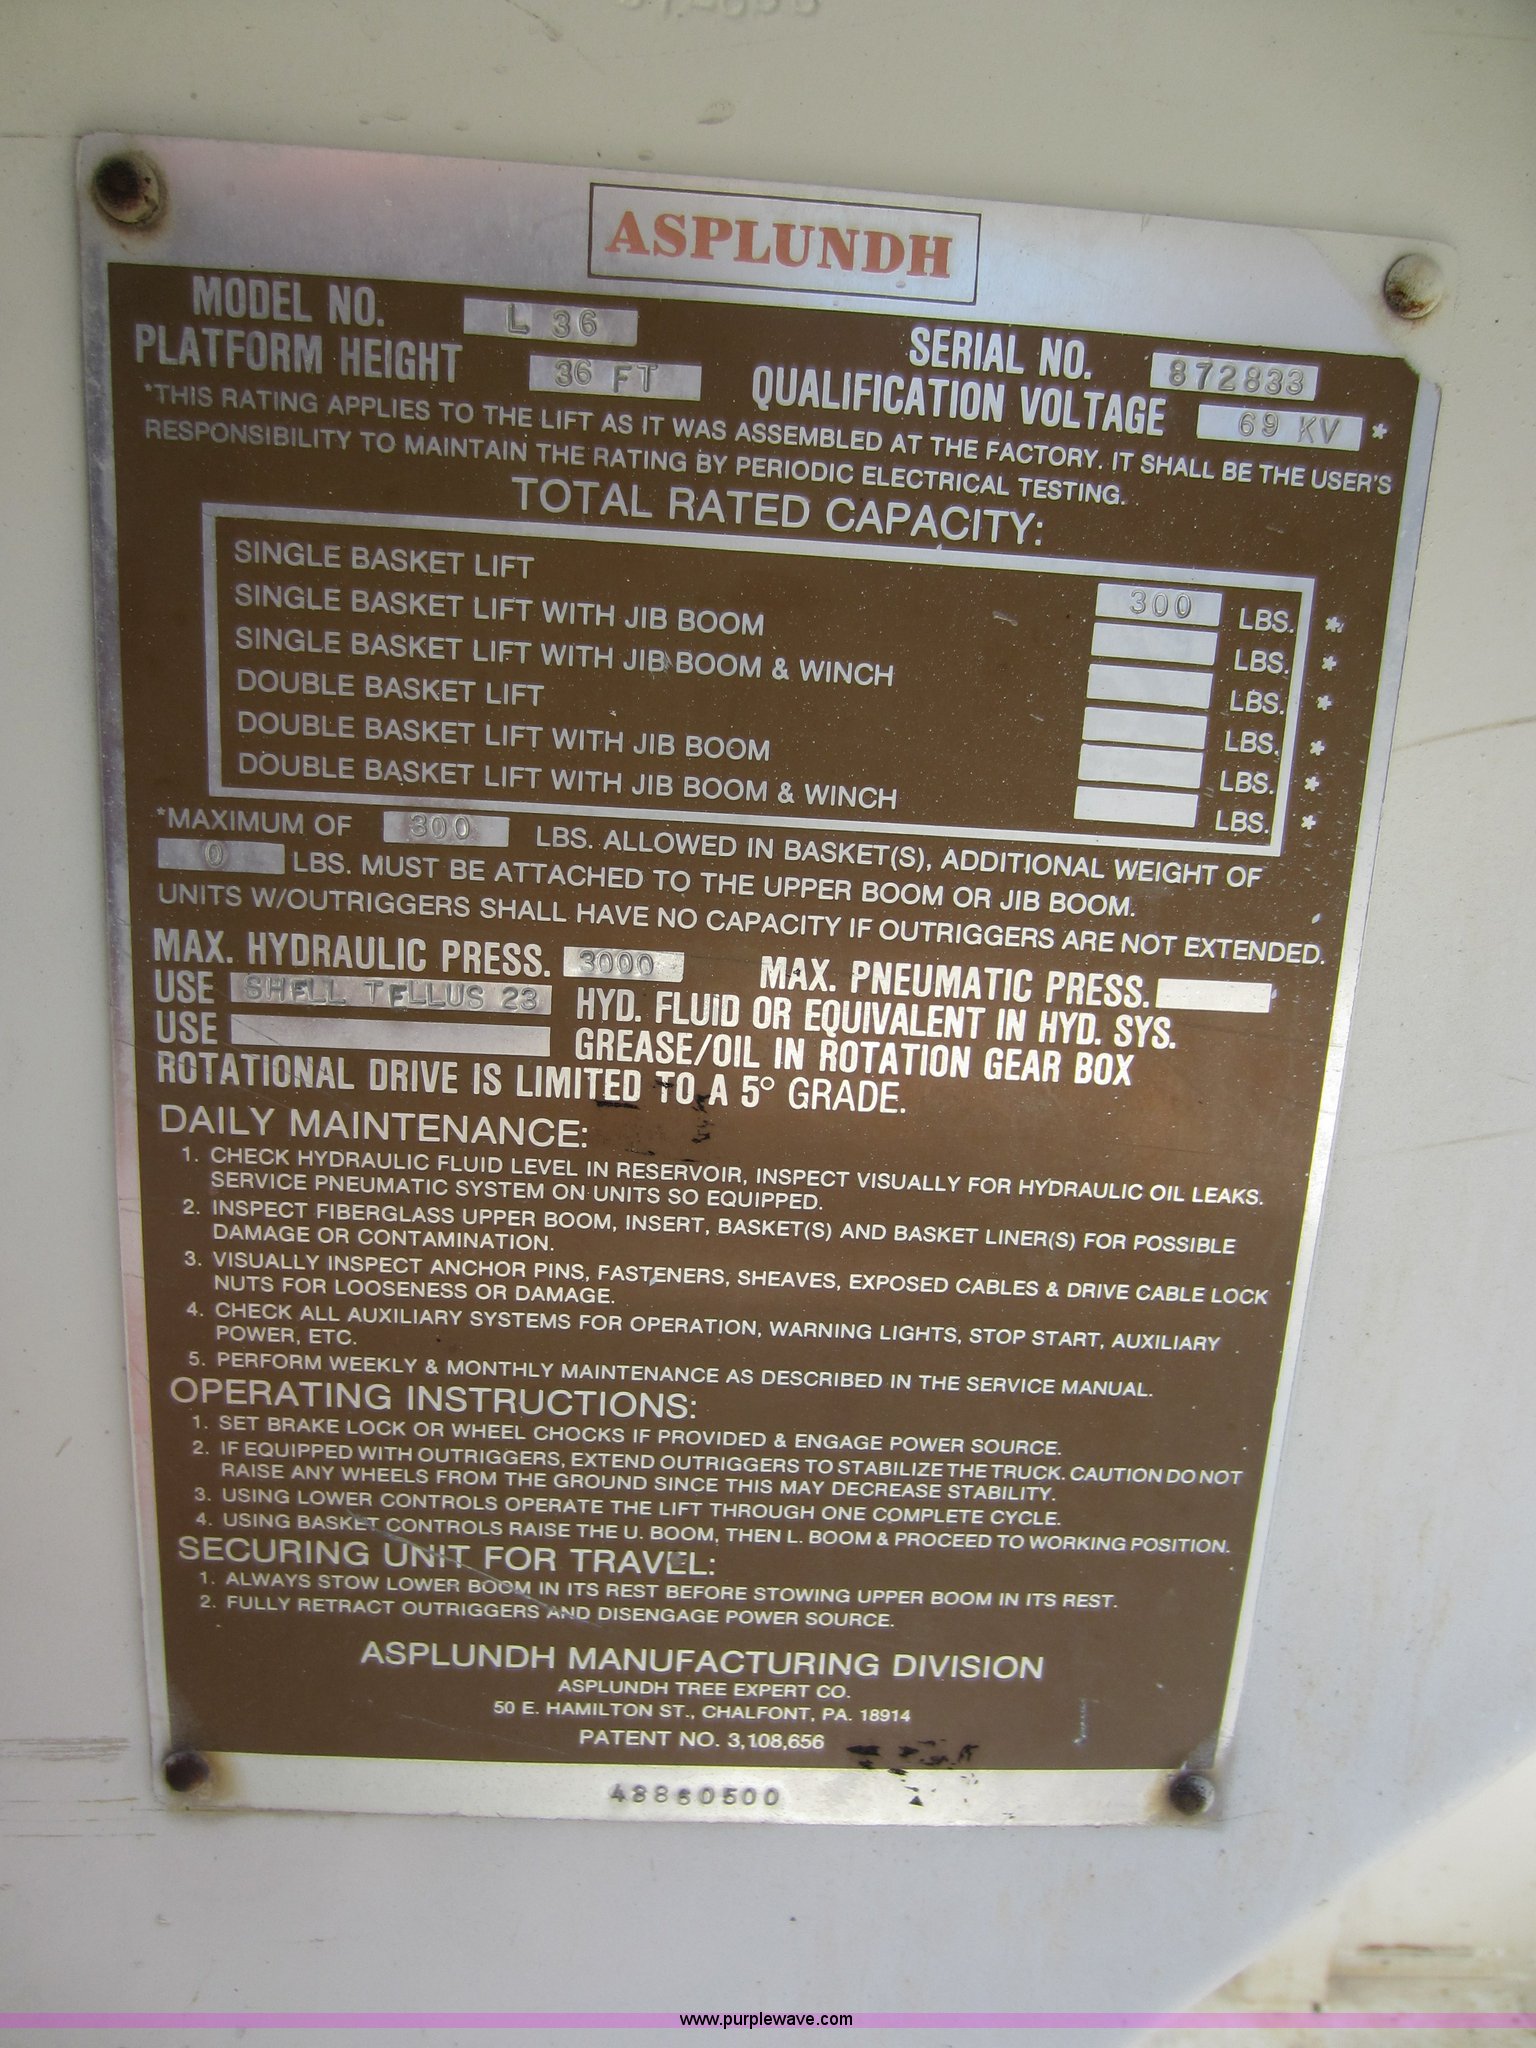 ASPLUNDH
MODEL NO. L 36
SERIAL NO. 872833
PLATFORM HEIGHT 36 FT
QUALIFICATION VOLTAGE 69 KV *
*THIS RATING APPLIES TO THE LIFT AS IT WAS ASSEMBLED AT THE FACTORY. IT SHALL BE THE USER'S
RESPONSIBILITY TO MAINTAIN THE RATING BY PERIODIC ELECTRICAL TESTING.
TOTAL RATED CAPACITY:
SINGLE BASKET LIFT 300 LBS. *
SINGLE BASKET LIFT WITH JIB BOOM LBS. *
SINGLE BASKET LIFT WITH JIB BOOM & WINCH LBS. *
DOUBLE BASKET LIFT LBS. *
DOUBLE BASKET LIFT WITH JIB BOOM LBS. *
DOUBLE BASKET LIFT WITH JIB BOOM & WINCH LBS. *
*MAXIMUM OF 300 LBS. ALLOWED IN BASKET(S), ADDITIONAL WEIGHT OF
0 LBS. MUST BE ATTACHED TO THE UPPER BOOM OR JIB BOOM.
UNITS W/OUTRIGGERS SHALL HAVE NO CAPACITY IF OUTRIGGERS ARE NOT EXTENDED.
MAX. HYDRAULIC PRESS. 3000 MAX. PNEUMATIC PRESS.
USE SHELL TELLUS 23 HYD. FLUID OR EQUIVALENT IN HYD. SYS.
USE GREASE/OIL IN ROTATION GEAR BOX
ROTATIONAL DRIVE IS LIMITED TO A 5° GRADE.
DAILY MAINTENANCE:
1. CHECK HYDRAULIC FLUID LEVEL IN RESERVOIR, INSPECT VISUALLY FOR HYDRAULIC OIL LEAKS.
SERVICE PNEUMATIC SYSTEM ON UNITS SO EQUIPPED.
2. INSPECT FIBERGLASS UPPER BOOM, INSERT, BASKET(S) AND BASKET LINER(S) FOR POSSIBLE
DAMAGE OR CONTAMINATION.
3. VISUALLY INSPECT ANCHOR PINS, FASTENERS, SHEAVES, EXPOSED CABLES & DRIVE CABLE LOCK
NUTS FOR LOOSENESS OR DAMAGE.
4. CHECK ALL AUXILIARY SYSTEMS FOR OPERATION, WARNING LIGHTS, STOP START, AUXILIARY
POWER, ETC.
5. PERFORM WEEKLY & MONTHLY MAINTENANCE AS DESCRIBED IN THE SERVICE MANUAL.
OPERATING INSTRUCTIONS:
1. SET BRAKE LOCK OR WHEEL CHOCKS IF PROVIDED & ENGAGE POWER SOURCE.
2. IF EQUIPPED WITH OUTRIGGERS, EXTEND OUTRIGGERS TO STABILIZE THE TRUCK. CAUTION DO NOT
RAISE ANY WHEELS FROM THE GROUND SINCE THIS MAY DECREASE STABILITY.
3. USING LOWER CONTROLS OPERATE THE LIFT THROUGH ONE COMPLETE CYCLE.
4. USING BASKET CONTROLS RAISE THE U. BOOM, THEN L. BOOM & PROCEED TO WORKING POSITION.
SECURING UNIT FOR TRAVEL:
1. ALWAYS STOW LOWER BOOM IN ITS REST BEFORE STOWING UPPER BOOM IN ITS REST.
2. FULLY RETRACT OUTRIGGERS AND DISENGAGE POWER SOURCE.
ASPLUNDH MANUFACTURING DIVISION
ASPLUNDH TREE EXPERT CO.
50 E. HAMILTON ST., CHALFONT, PA. 18914
PATENT NO. 3,108,656
48860500
www.purplewave.com